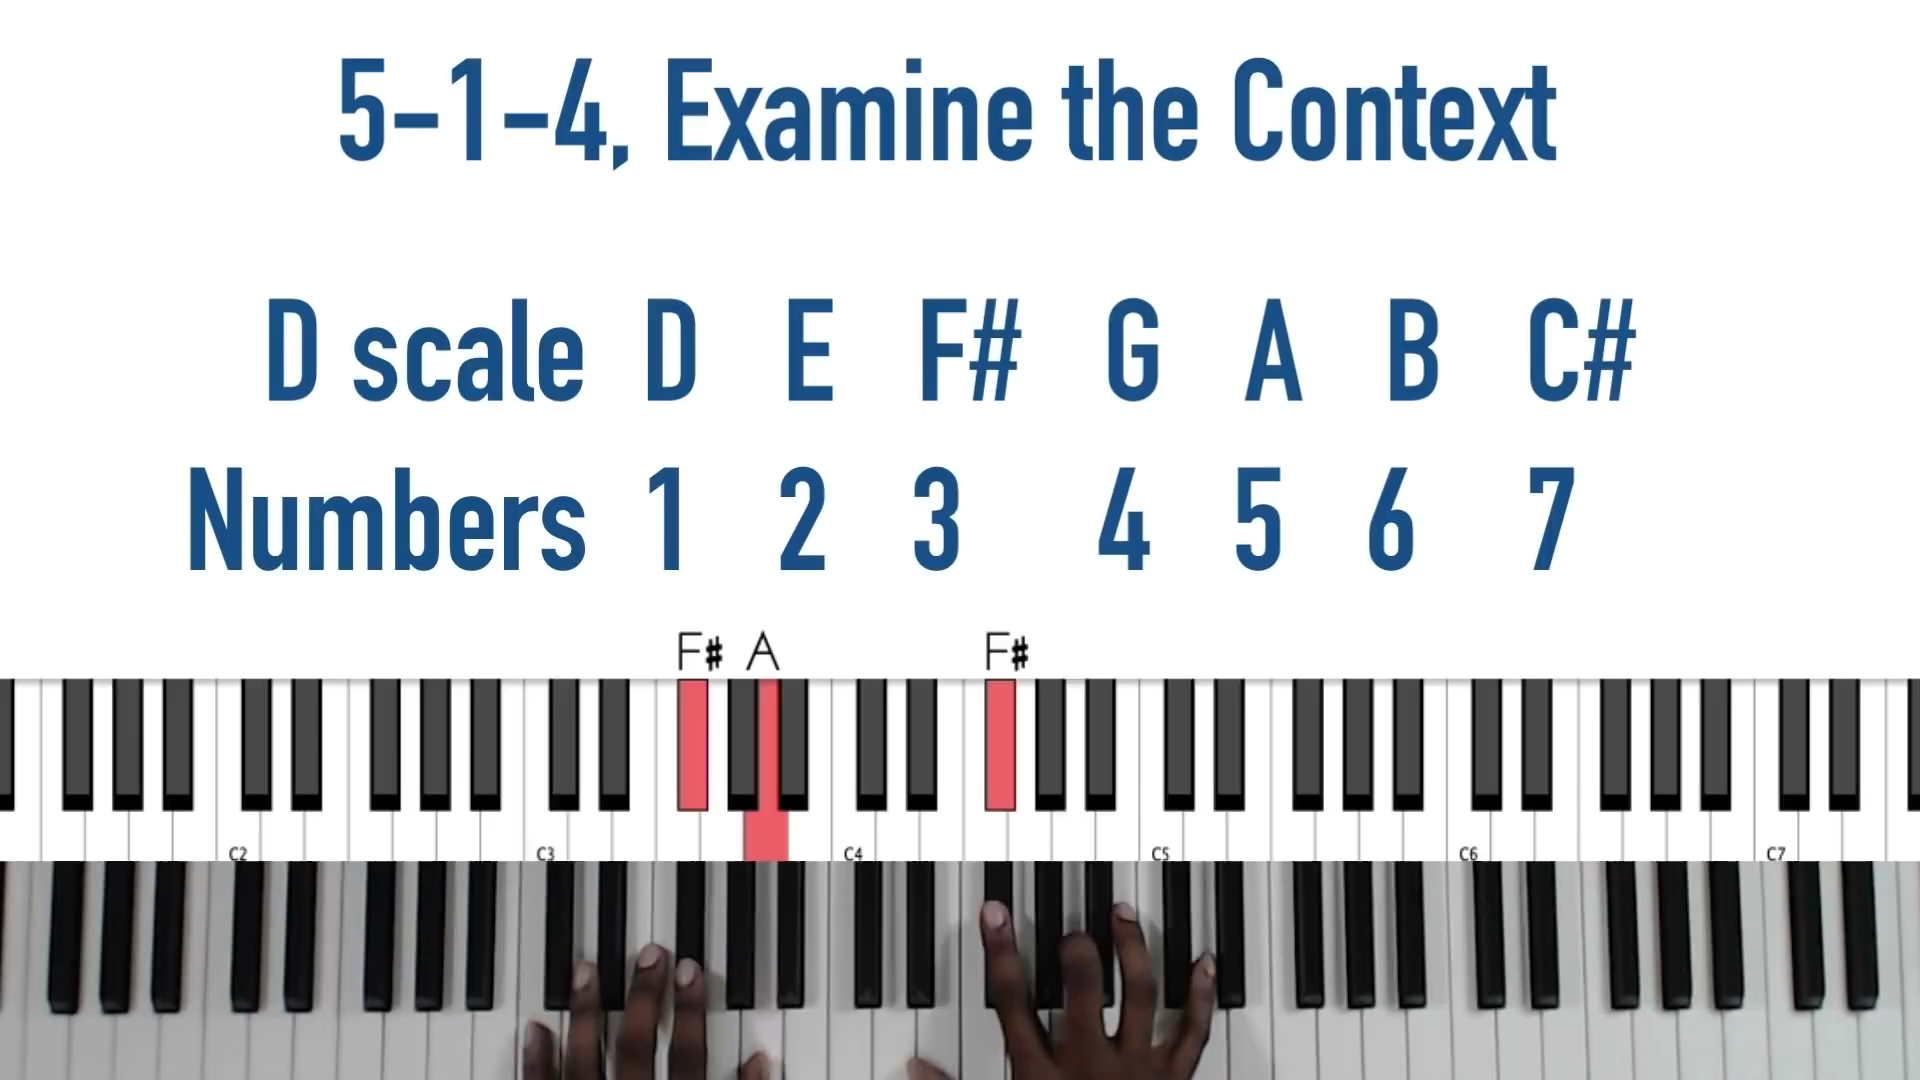 5-1-4, Examine the Context
D scale D E F# G A B C#
Numbers 1 2 3 4 5 6 7
F# A F#
C2 C3 C4 C5 C6 C7